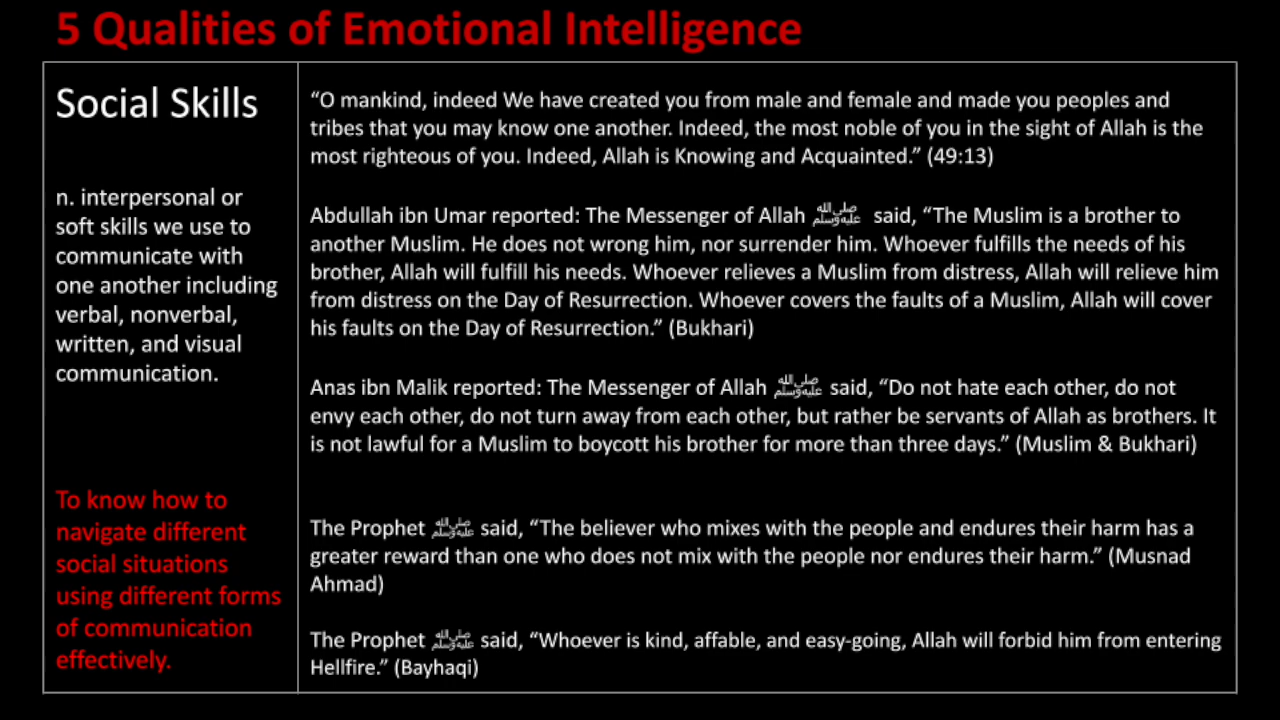 5 Qualities of Emotional Intelligence
Social Skills
n. interpersonal or
soft skills we use to
communicate with
one another including
verbal, nonverbal,
written, and visual
communication.
To know how to
navigate different
social situations
using different forms
of communication
effectively.
“O mankind, indeed We have created you from male and female and made you peoples and
tribes that you may know one another. Indeed, the most noble of you in the sight of Allah is the
most righteous of you. Indeed, Allah is Knowing and Acquainted.” (49:13)
Abdullah ibn Umar reported: The Messenger of Allah ﷺ said, “The Muslim is a brother to
another Muslim. He does not wrong him, nor surrender him. Whoever fulfills the needs of his
brother, Allah will fulfill his needs. Whoever relieves a Muslim from distress, Allah will relieve him
from distress on the Day of Resurrection. Whoever covers the faults of a Muslim, Allah will cover
his faults on the Day of Resurrection.” (Bukhari)
Anas ibn Malik reported: The Messenger of Allah ﷺ said, “Do not hate each other, do not
envy each other, do not turn away from each other, but rather be servants of Allah as brothers. It
is not lawful for a Muslim to boycott his brother for more than three days.” (Muslim & Bukhari)
The Prophet ﷺ said, “The believer who mixes with the people and endures their harm has a
greater reward than one who does not mix with the people nor endures their harm.” (Musnad
Ahmad)
The Prophet ﷺ said, “Whoever is kind, affable, and easy-going, Allah will forbid him from entering
Hellfire.” (Bayhaqi)